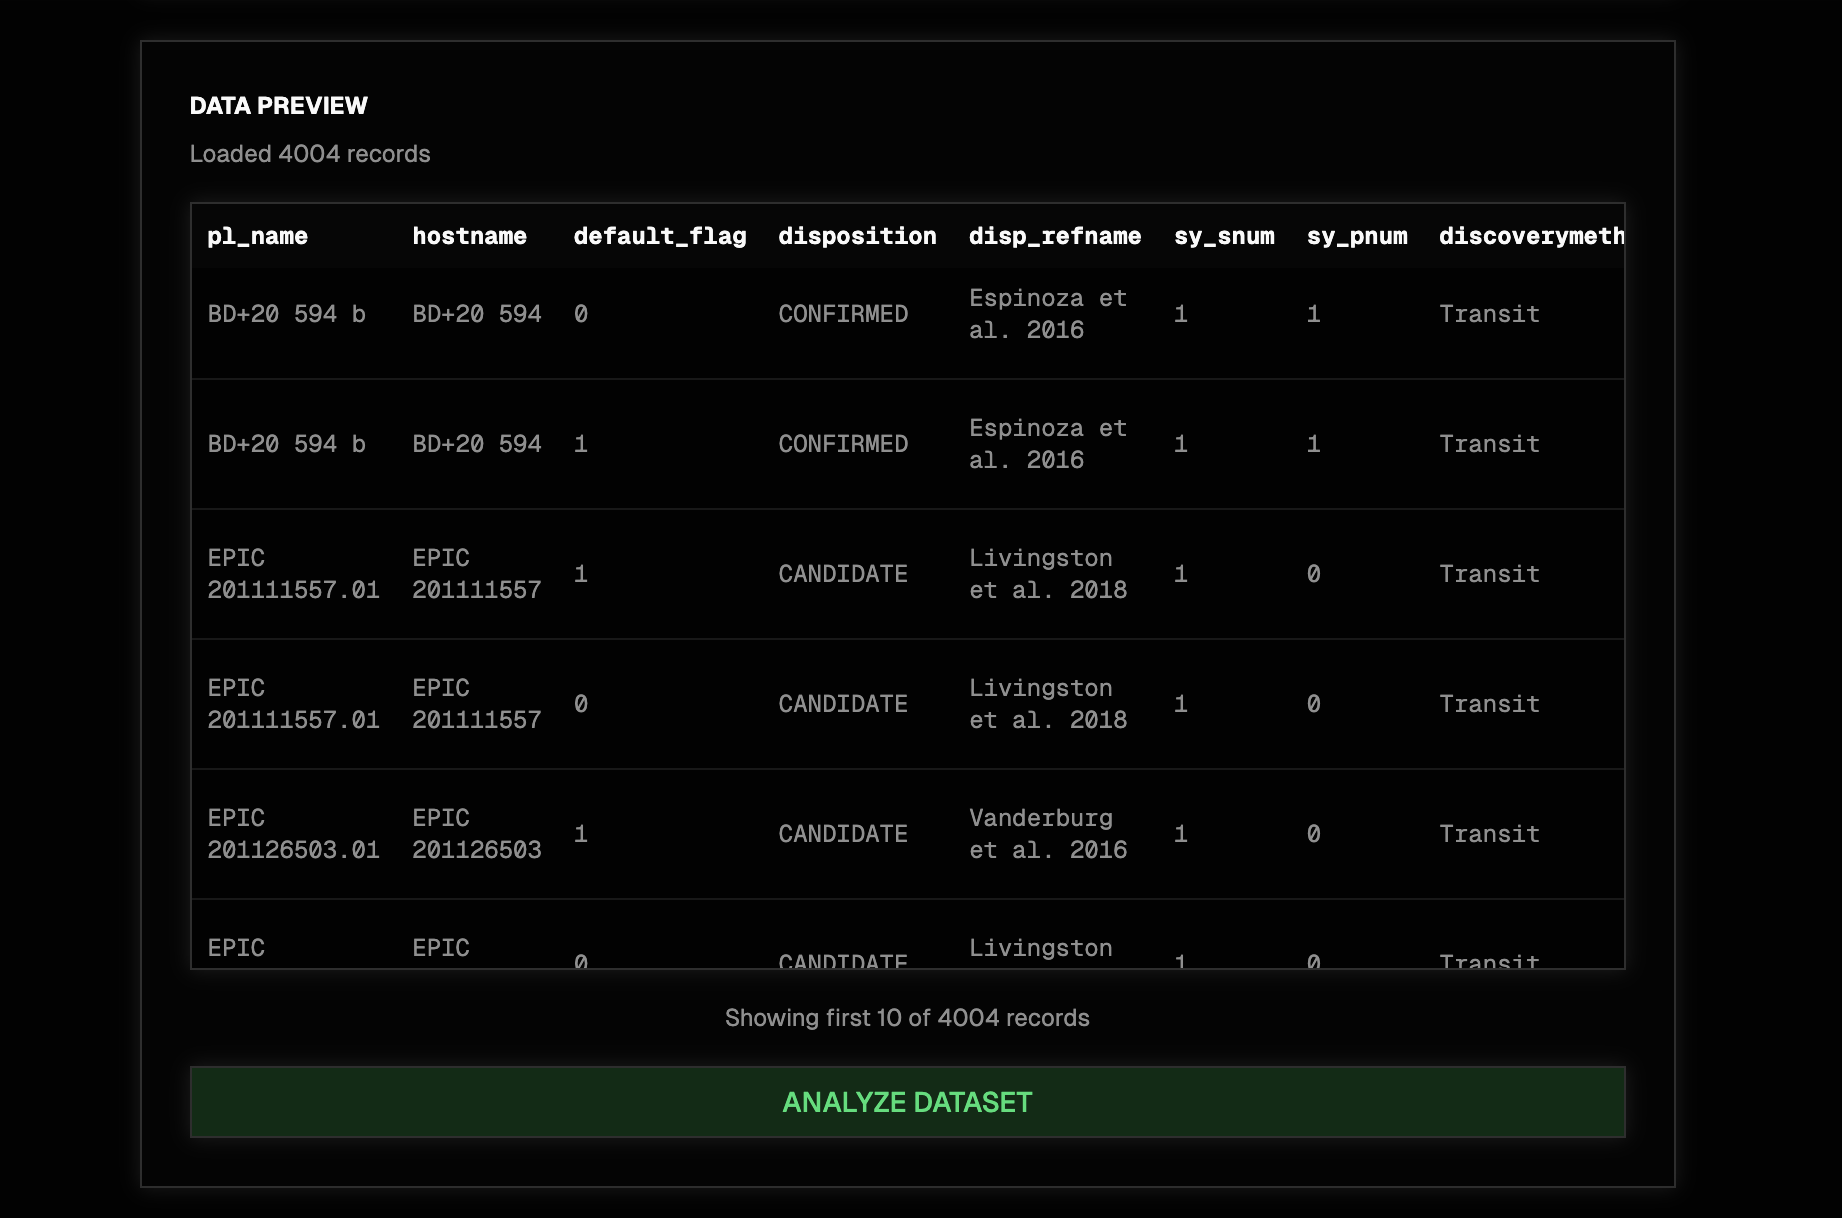 DATA PREVIEW
Loaded 4004 records
pl_name hostname default_flag disposition disp_refname sy_snum sy_pnum discoverymeth
BD+20 594 b BD+20 594 0 CONFIRMED Espinoza et al. 2016 1 1 Transit
BD+20 594 b BD+20 594 1 CONFIRMED Espinoza et al. 2016 1 1 Transit
EPIC 201111557.01 EPIC 201111557 1 CANDIDATE Livingston et al. 2018 1 0 Transit
EPIC 201111557.01 EPIC 201111557 0 CANDIDATE Livingston et al. 2018 1 0 Transit
EPIC 201126503.01 EPIC 201126503 1 CANDIDATE Vanderburg et al. 2016 1 0 Transit
EPIC EPIC 0 CANDIDATE Livingston 1 0 Transit
Showing first 10 of 4004 records
ANALYZE DATASET